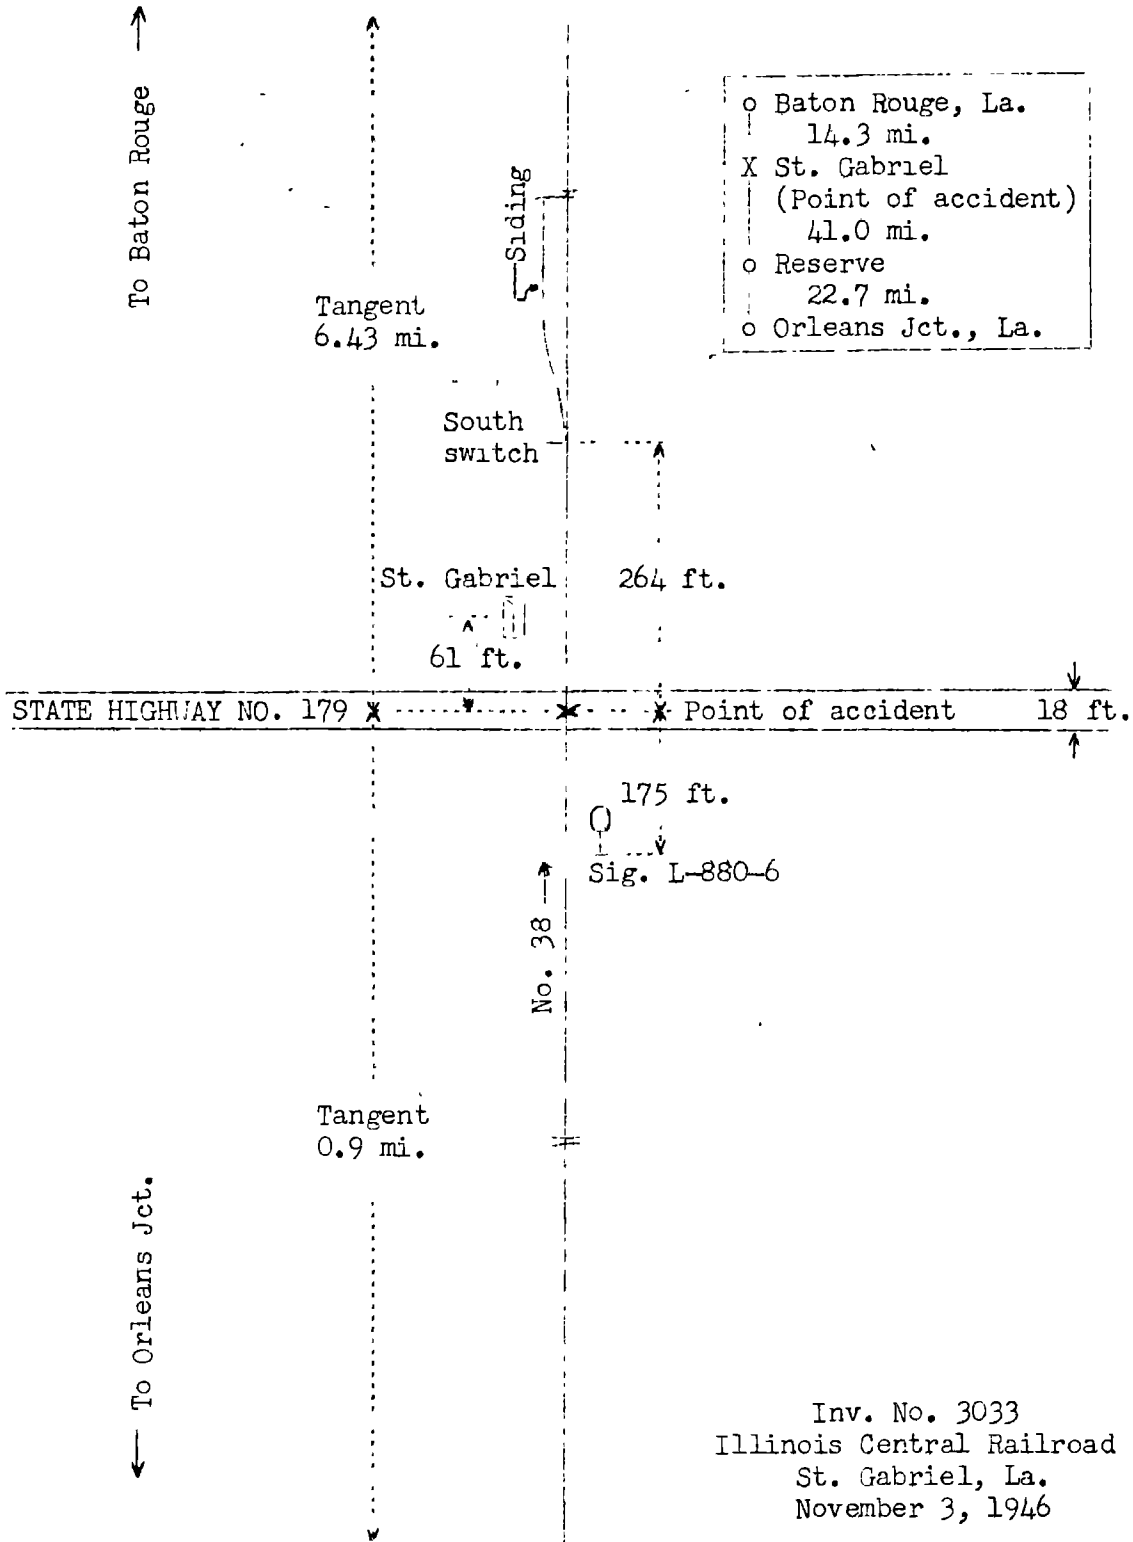 To Baton Rouge
o Baton Rouge, La.
14.3 mi.
X St. Gabriel
(Point of accident)
41.0 mi.
o Reserve
22.7 mi.
o Orleans Jct., La.
Siding
Tangent
6.43 mi.
South
switch
St. Gabriel
264 ft.
61 ft.
STATE HIGHWAY NO. 179 X
X
X Point of accident
18 ft.
175 ft.
Sig. L-880-6
No. 38
Tangent
0.9 mi.
To Orleans Jct.
Inv. No. 3033
Illinois Central Railroad
St. Gabriel, La.
November 3, 1946